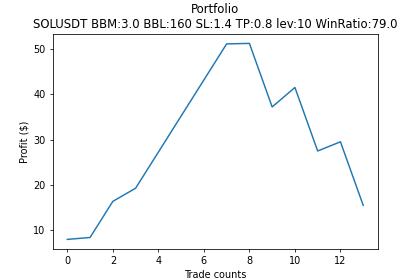 Portfolio
SOLUSDT BBM:3.0 BBL:160 SL:1.4 TP:0.8 lev:10 WinRatio:79.0
50
40
30
20
10
Profit ($)
0 2 4 6 8 10 12
Trade counts